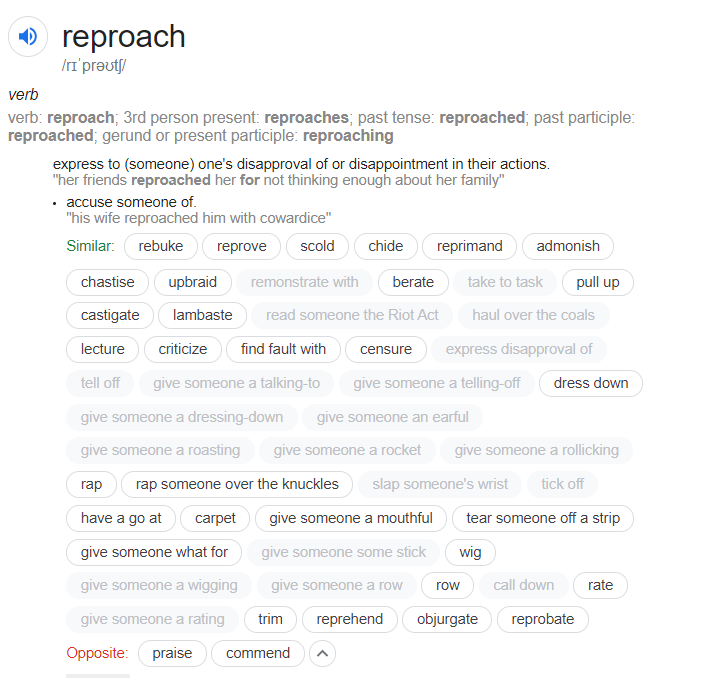 reproach
/rɪˈprəʊtʃ/
verb
verb: reproach; 3rd person present: reproaches; past tense: reproached; past participle:
reproached; gerund or present participle: reproaching
express to (someone) one's disapproval of or disappointment in their actions.
"her friends reproached her for not thinking enough about her family"
• accuse someone of.
"his wife reproached him with cowardice"
Similar: rebuke reprove scold chide reprimand admonish
chastise upbraid remonstrate with berate take to task pull up
castigate lambaste read someone the Riot Act haul over the coals
lecture criticize find fault with censure express disapproval of
tell off give someone a talking-to give someone a telling-off dress down
give someone a dressing-down give someone an earful
give someone a roasting give someone a rocket give someone a rollicking
rap rap someone over the knuckles slap someone's wrist tick off
have a go at carpet give someone a mouthful tear someone off a strip
give someone what for give someone some stick wig
give someone a wigging give someone a row row call down rate
give someone a rating trim reprehend objurgate reprobate
Opposite: praise commend